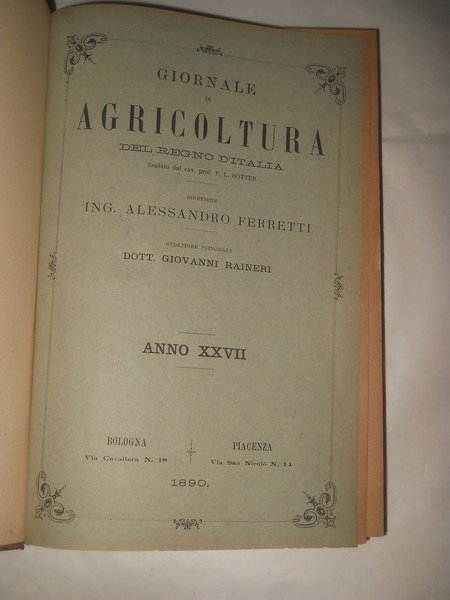 GIORNALE
DI
AGRICOLTURA
DEL REGNO D'ITALIA
fondato dal cav. prof. F. L. BOTTER
DIRETTORE
ING. ALESSANDRO FERRETTI
REDATTORE PRINCIPALE
DOTT. GIOVANNI RAINERI
ANNO XXVII
BOLOGNA
Via Cavaliera N. 18
PIACENZA
Via San Nicolò N. 14
1890.